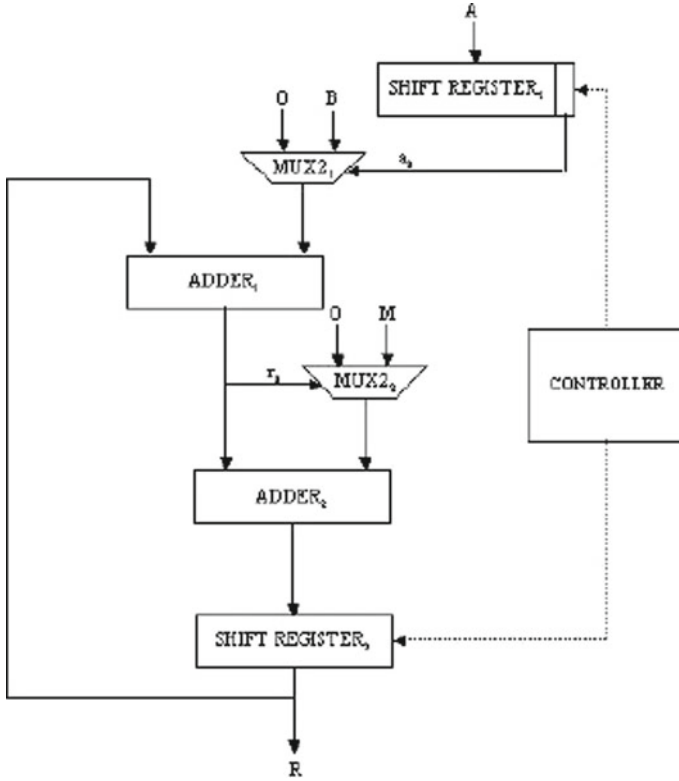 A
SHIFT REGISTER₁
0 B
MUX2₁
a₀
ADDER₁
0 M
r₀
MUX2₂
CONTROLLER
ADDER₂
SHIFT REGISTER₂
R